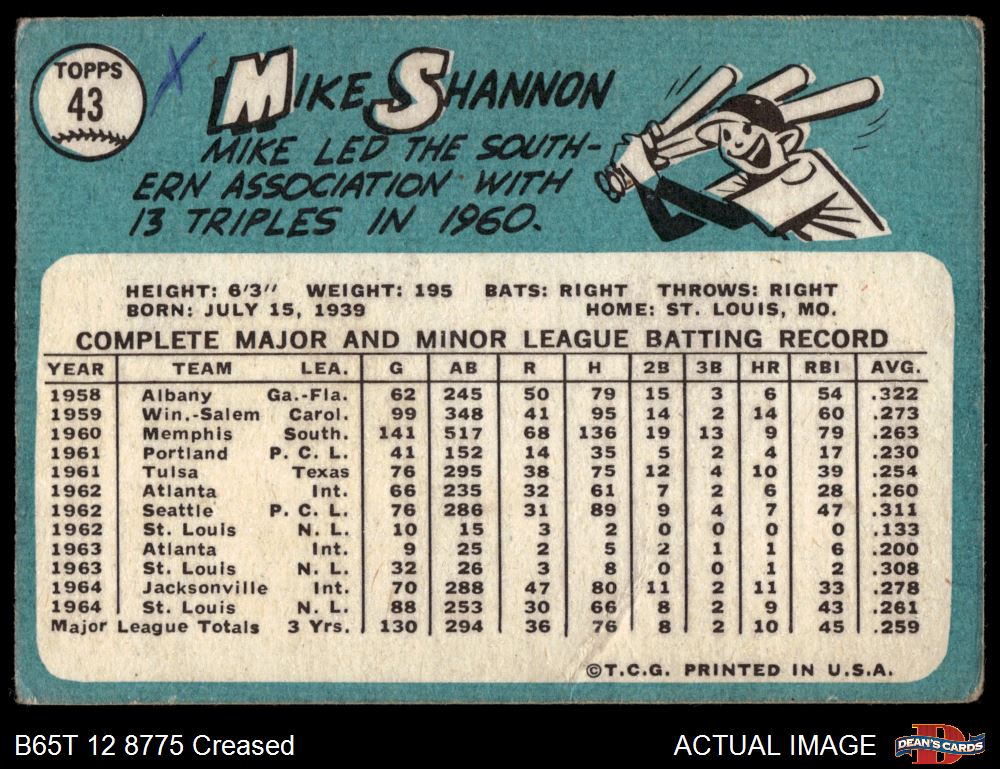 TOPPS
43
X
MIKE SHANNON
MIKE LED THE SOUTH-
ERN ASSOCIATION WITH
13 TRIPLES IN 1960.
HEIGHT: 6'3" WEIGHT: 195 BATS: RIGHT THROWS: RIGHT
BORN: JULY 15, 1939 HOME: ST. LOUIS, MO.
COMPLETE MAJOR AND MINOR LEAGUE BATTING RECORD
YEAR TEAM LEA. G AB R H 2B 3B HR RBI AVG.
1958 Albany Ga.-Fla. 62 245 50 79 15 3 6 54 .322
1959 Win.-Salem Carol. 99 348 41 95 14 2 14 60 .273
1960 Memphis South. 141 517 68 136 19 13 9 79 .263
1961 Portland P. C. L. 41 152 14 35 5 2 4 17 .230
1961 Tulsa Texas 76 295 38 75 12 4 10 39 .254
1962 Atlanta Int. 66 235 32 61 7 2 6 28 .260
1962 Seattle P. C. L. 76 286 31 89 9 4 7 47 .311
1962 St. Louis N. L. 10 15 3 2 0 0 0 0 .133
1963 Atlanta Int. 9 25 2 5 2 1 1 6 .200
1963 St. Louis N. L. 32 26 3 8 0 0 1 2 .308
1964 Jacksonville Int. 70 288 47 80 11 2 11 33 .278
1964 St. Louis N. L. 88 253 30 66 8 2 9 43 .261
Major League Totals 3 Yrs. 130 294 36 76 8 2 10 45 .259
©T.C.G. PRINTED IN U.S.A.
B65T 12 8775 Creased ACTUAL IMAGE
DEAN'S CARDS